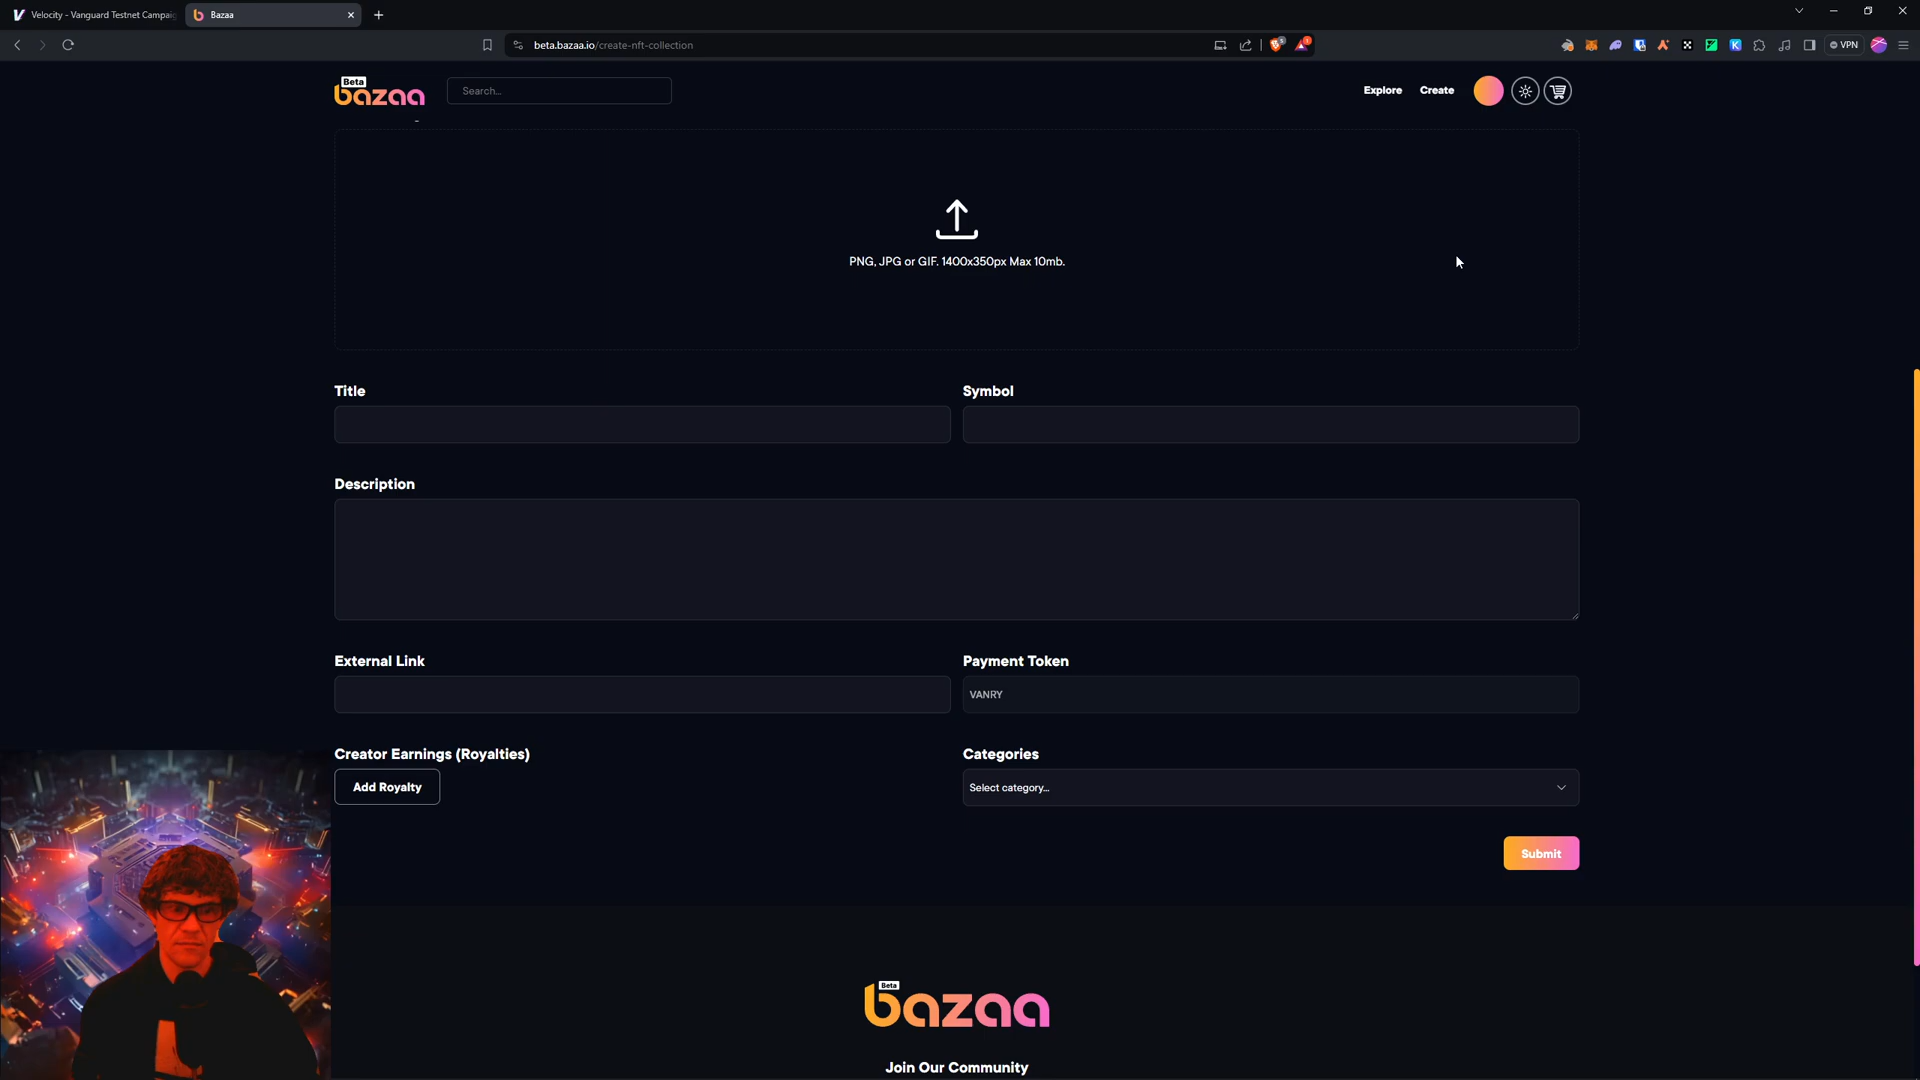 Velocity - Vanguard Testnet Campai
Bazaa
beta.bazaa.io/create-nft-collection
VPN
Beta
bazaa
Search...
Explore
Create
PNG, JPG or GIF. 1400x350px Max 10mb.
Title
Symbol
Description
External Link
Payment Token
VANRY
Creator Earnings (Royalties)
Categories
Add Royalty
Select category...
Submit
Beta
bazaa
Join Our Community